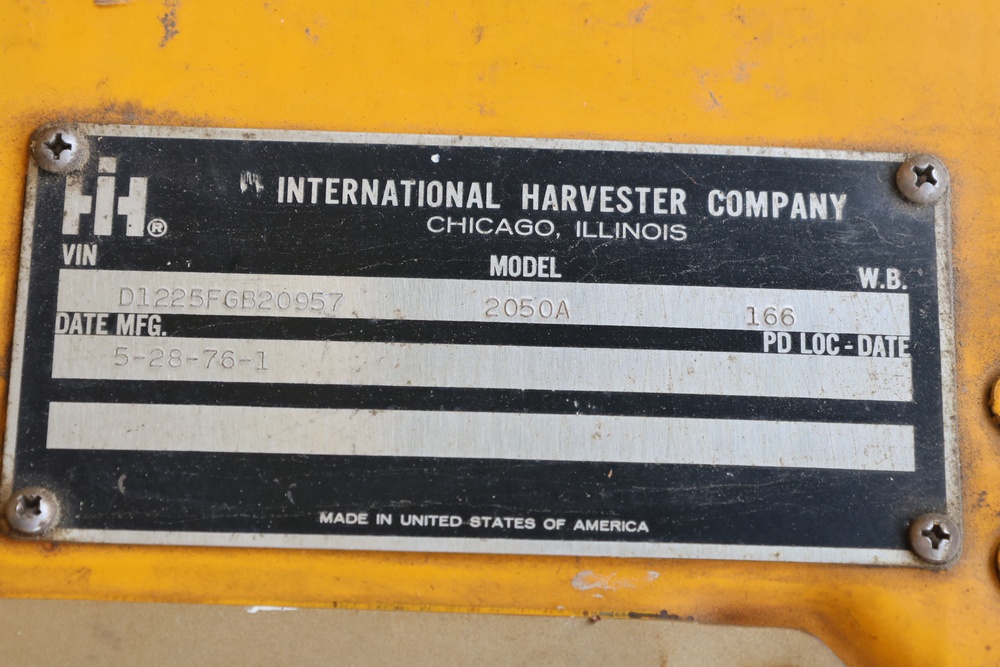 IH®
INTERNATIONAL HARVESTER COMPANY
CHICAGO, ILLINOIS
VIN MODEL W.B.
D1225FGB20957 2050A 166
DATE MFG. PD LOC - DATE
5-28-76-1
MADE IN UNITED STATES OF AMERICA